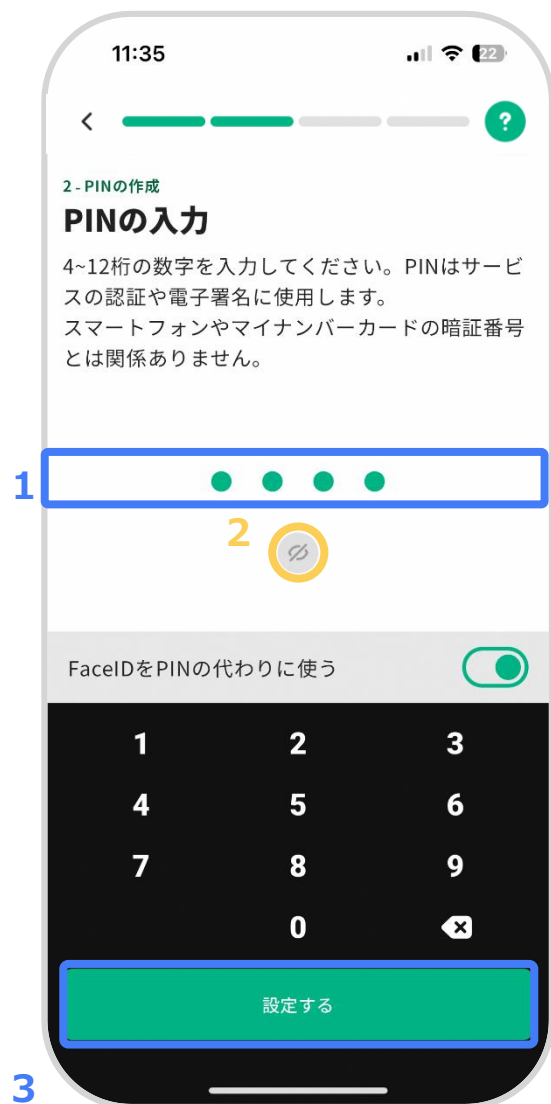 11:35
22
?
2 - PINの作成
PINの入力
4~12桁の数字を入力してください。PINはサービ
スの認証や電子署名に使用します。
スマートフォンやマイナンバーカードの暗証番号
とは関係ありません。
1
2
FaceIDをPINの代わりに使う
1 2 3
4 5 6
7 8 9
0
設定する
3